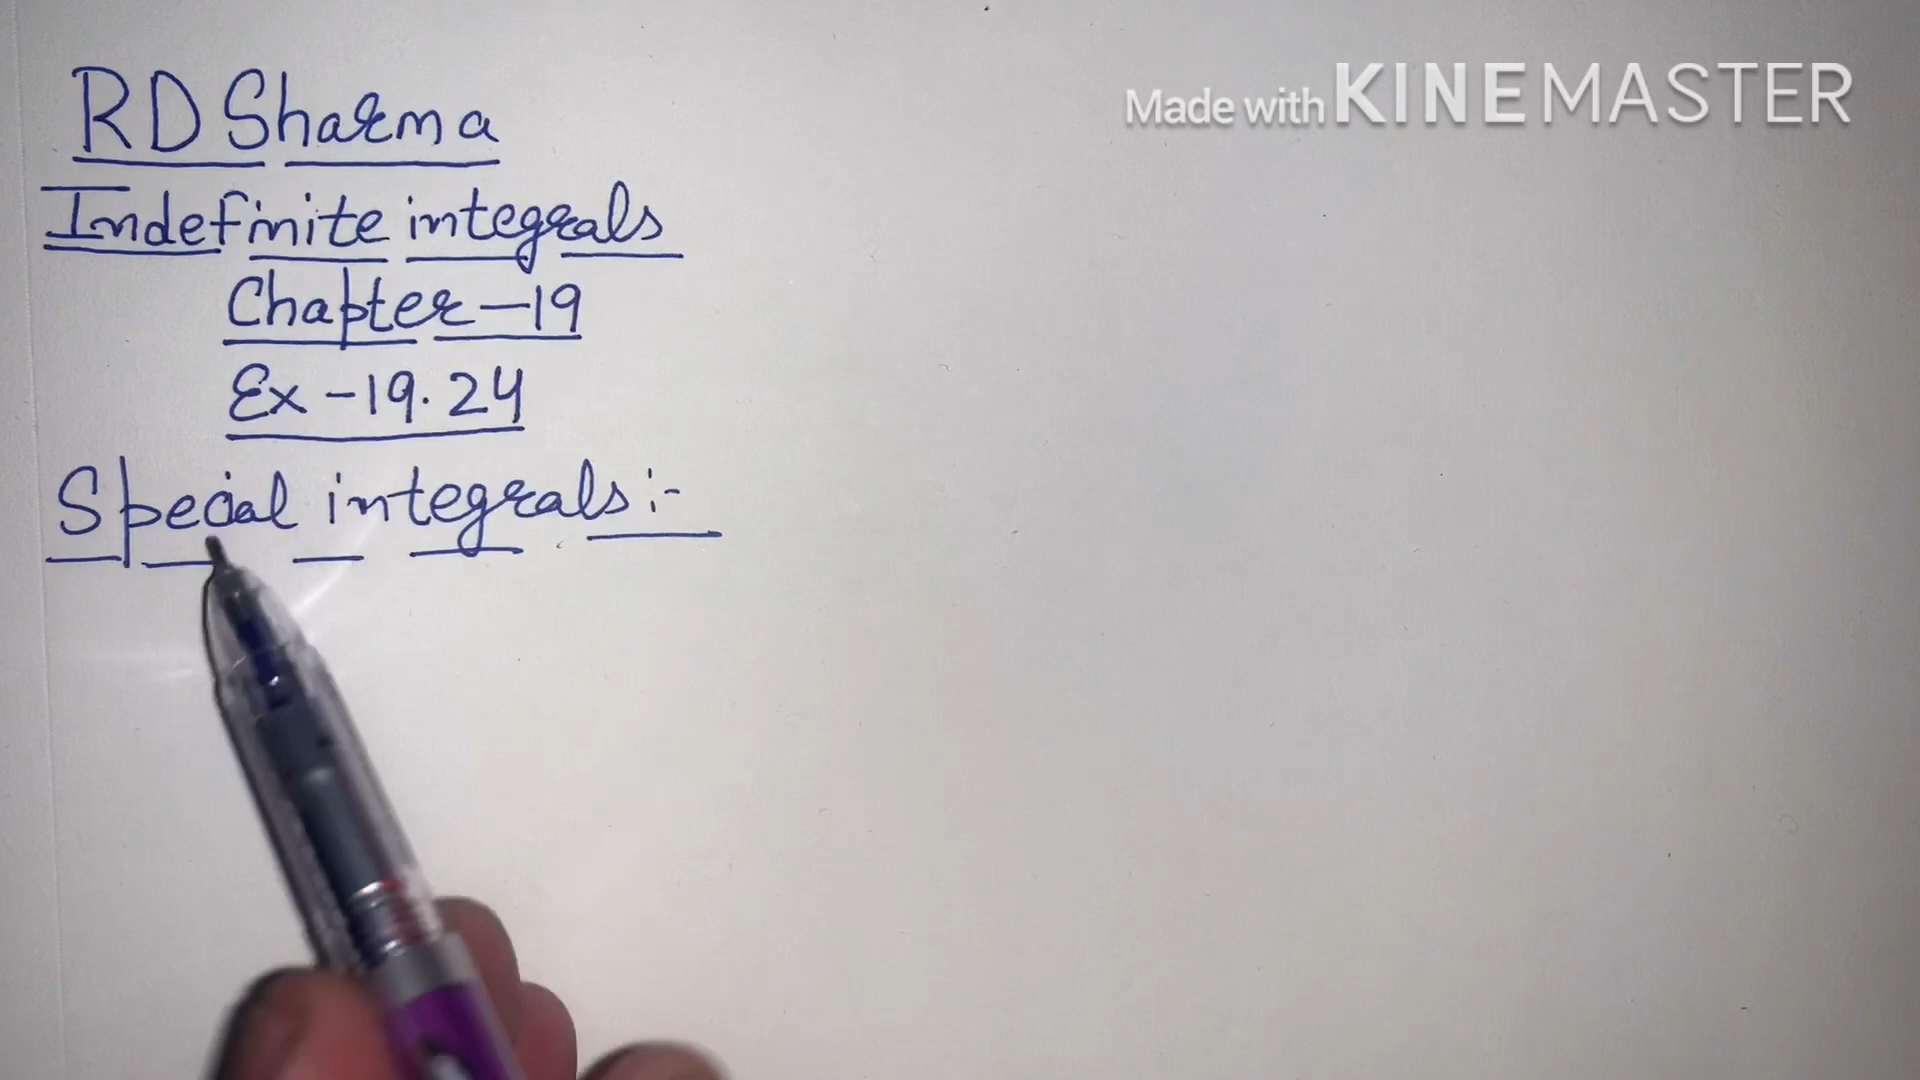 RD Sharma
Made with KINEMASTER
Indefinite integrals
Chapter-19
Ex-19.24
Special integrals:-